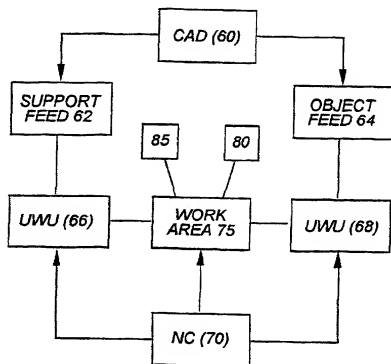 CAD (60)
SUPPORT
FEED 62
OBJECT
FEED 64
85
80
UWU (66)
WORK
AREA 75
UWU (68)
NC (70)